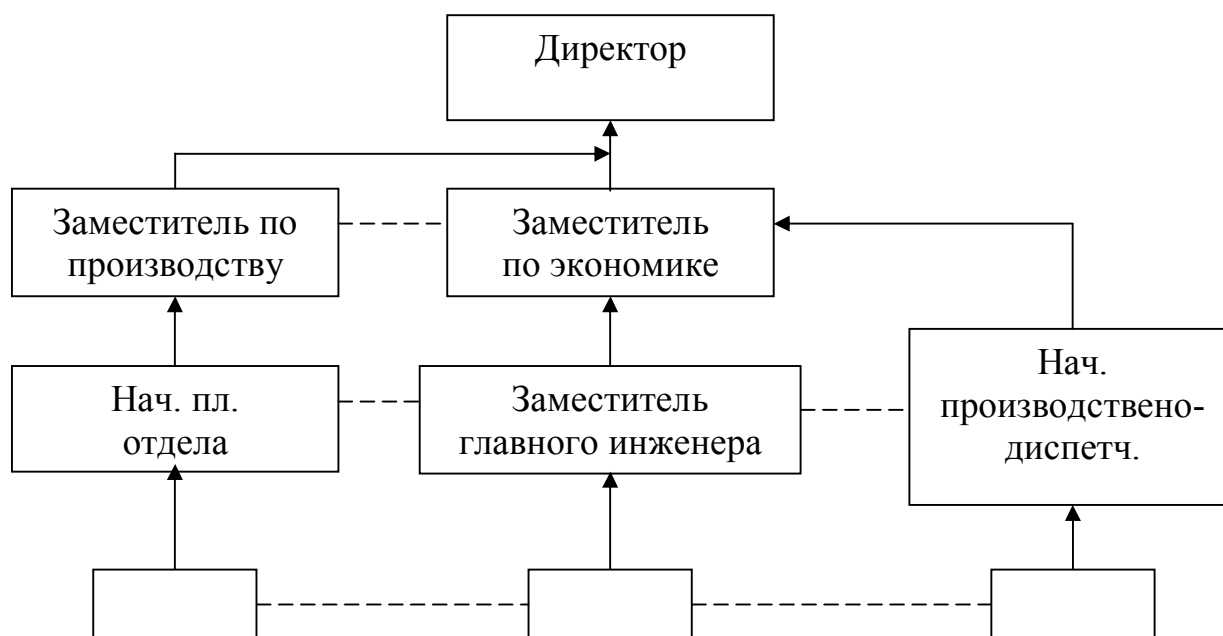 Директор
Заместитель по
производству
Заместитель
по экономике
Нач. пл.
отдела
Заместитель
главного инженера
Нач.
производствено-
диспетч.